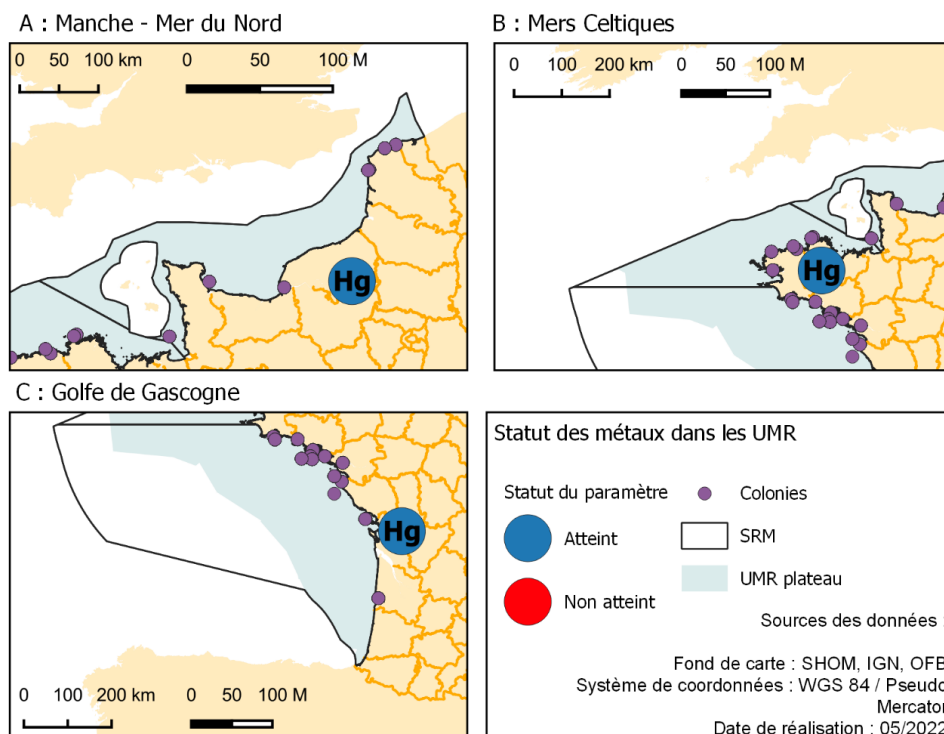 A : Manche - Mer du Nord
0 50 100 km
0 50 100 M
Hg
B : Mers Celtiques
0 100 200 km
0 50 100 M
Hg
C : Golfe de Gascogne
Hg
0 100 200 km
0 50 100 M
Statut des métaux dans les UMR
Statut du paramètre
Atteint
Non atteint
Colonies
SRM
UMR plateau
Sources des données :
Fond de carte : SHOM, IGN, OFB
Système de coordonnées : WGS 84 / Pseudo
Mercator
Date de réalisation : 05/2022